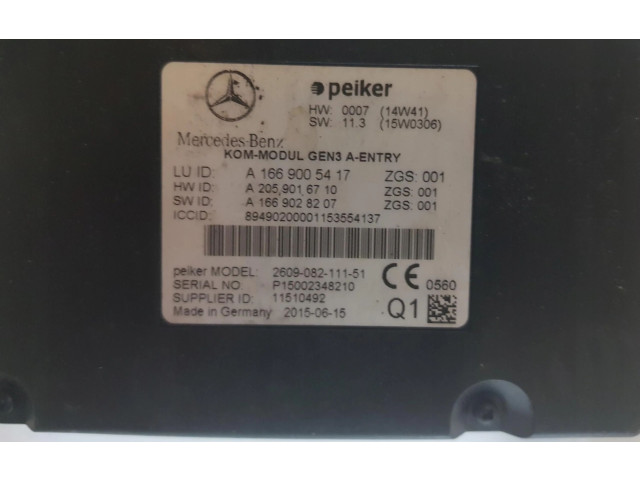 peiker
HW: 0007 (14W41)
SW: 11.3 (15W0306)
Mercedes-Benz
KOM-MODUL GEN3 A-ENTRY
LU ID: A 166 900 54 17 ZGS: 001
HW ID: A 205 901 67 10 ZGS: 001
SW ID: A 166 902 82 07 ZGS: 001
ICCID: 89490200001153554137
peiker MODEL: 2609-082-111-51
SERIAL NO: P15002348210
SUPPLIER ID: 11510492
Made in Germany 2015-06-15
CE 0560
Q1